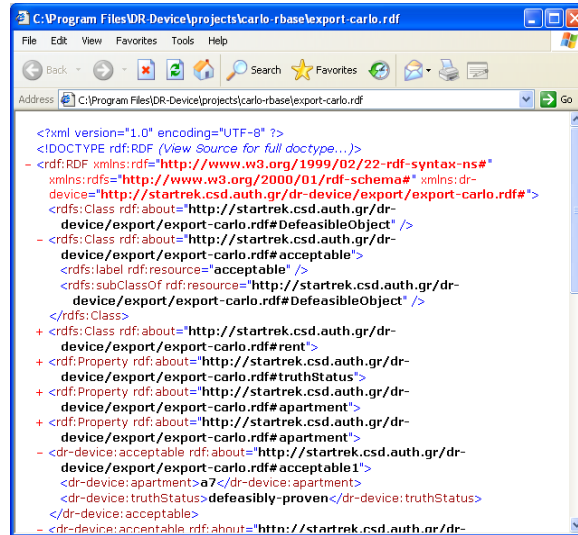 C:\Program Files\DR-Device\projects\carlo-rbase\export-carlo.rdf
File Edit View Favorites Tools Help
Back Search Favorites
Address C:\Program Files\DR-Device\projects\carlo-rbase\export-carlo.rdf Go
<?xml version="1.0" encoding="UTF-8" ?>
<!DOCTYPE rdf:RDF (View Source for full doctype...)>
- <rdf:RDF xmlns:rdf="http://www.w3.org/1999/02/22-rdf-syntax-ns#"
xmlns:rdfs="http://www.w3.org/2000/01/rdf-schema#" xmlns:dr-
device="http://startrek.csd.auth.gr/dr-device/export/export-carlo.rdf#">
<rdfs:Class rdf:about="http://startrek.csd.auth.gr/dr-
device/export/export-carlo.rdf#DefeasibleObject" />
- <rdfs:Class rdf:about="http://startrek.csd.auth.gr/dr-
device/export/export-carlo.rdf#acceptable">
<rdfs:label rdf:resource="acceptable" />
<rdfs:subClassOf rdf:resource="http://startrek.csd.auth.gr/dr-
device/export/export-carlo.rdf#DefeasibleObject" />
</rdfs:Class>
+ <rdfs:Class rdf:about="http://startrek.csd.auth.gr/dr-
device/export/export-carlo.rdf#rent">
+ <rdf:Property rdf:about="http://startrek.csd.auth.gr/dr-
device/export/export-carlo.rdf#truthStatus">
+ <rdf:Property rdf:about="http://startrek.csd.auth.gr/dr-
device/export/export-carlo.rdf#apartment">
+ <rdf:Property rdf:about="http://startrek.csd.auth.gr/dr-
device/export/export-carlo.rdf#apartment">
- <dr-device:acceptable rdf:about="http://startrek.csd.auth.gr/dr-
device/export/export-carlo.rdf#acceptable1">
<dr-device:apartment>a7</dr-device:apartment>
<dr-device:truthStatus>defeasibly-proven</dr-device:truthStatus>
</dr-device:acceptable>
- <dr-device:acceptable rdf:about="http://startrek.csd.auth.gr/dr-